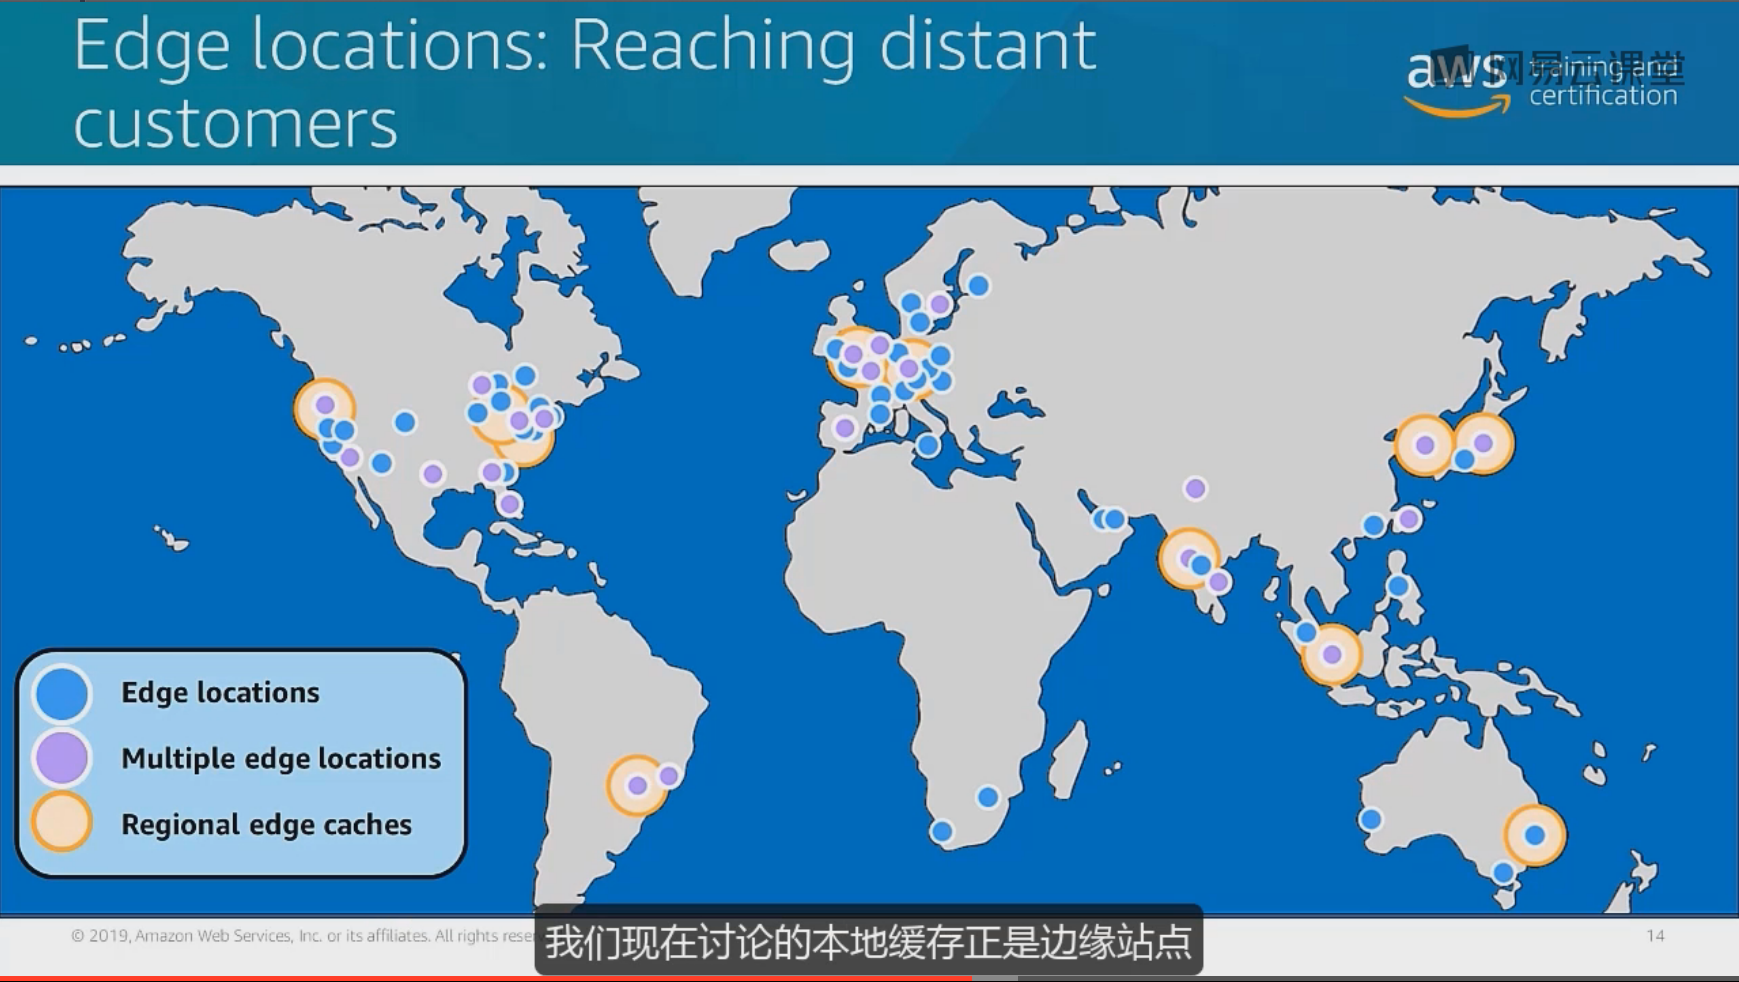 Edge locations: Reaching distant
customers
aws training and
certification
网易云课堂
Edge locations
Multiple edge locations
Regional edge caches
© 2019, Amazon Web Services, Inc. or its affiliates. All rights
我们现在讨论的本地缓存正是边缘站点
14